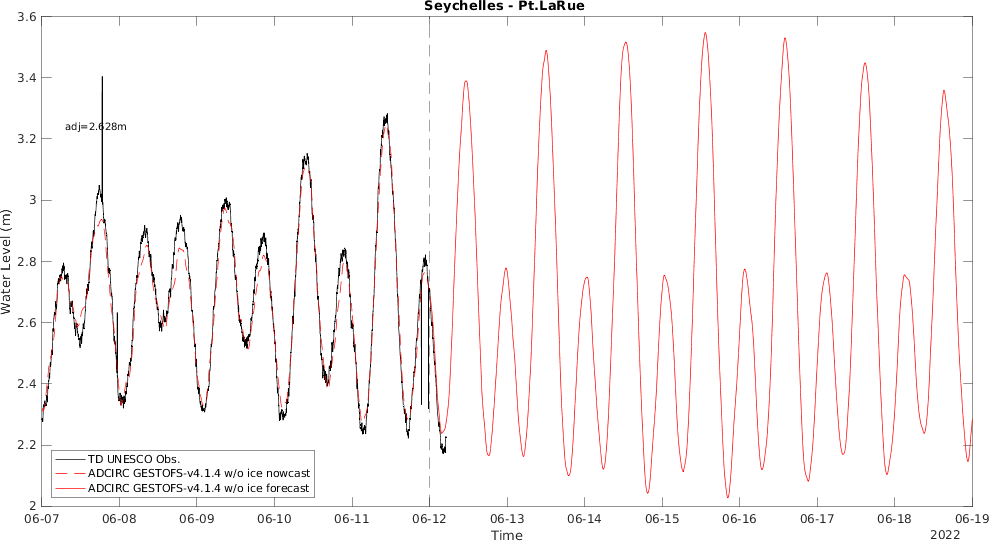 Seychelles - Pt.LaRue
3.6
3.4
3.2
3
2.8
2.6
2.4
2.2
2
Water Level (m)
adj=2.628m
TD UNESCO Obs.
ADCIRC GESTOFS-v4.1.4 w/o ice nowcast
ADCIRC GESTOFS-v4.1.4 w/o ice forecast
06-07 06-08 06-09 06-10 06-11 06-12 06-13 06-14 06-15 06-16 06-17 06-18 06-19
Time
2022